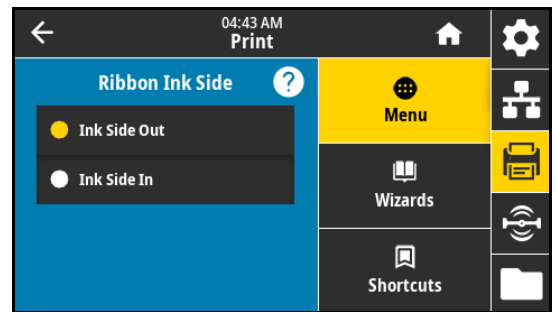 04:43 AM
Print
Ribbon Ink Side ?
Ink Side Out
Ink Side In
Menu
Wizards
Shortcuts